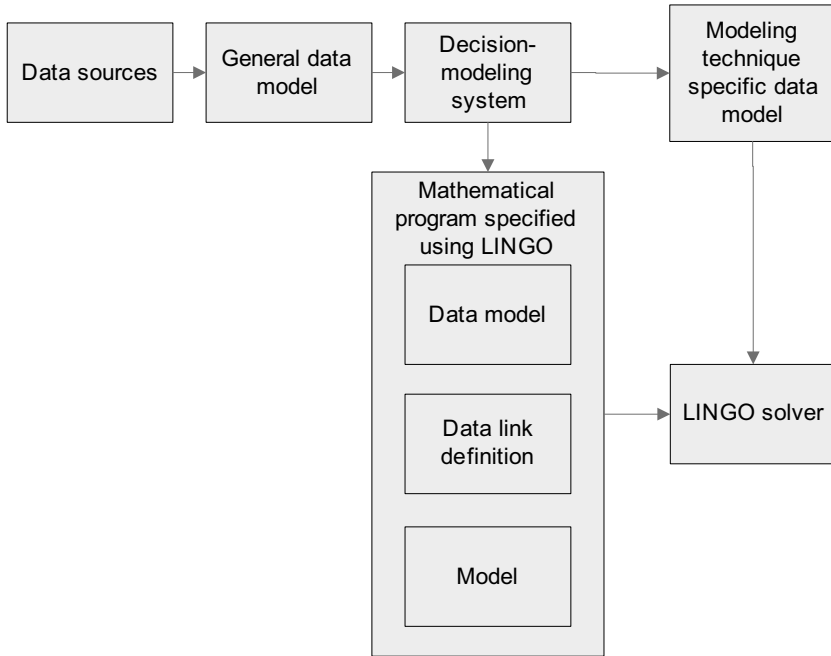 Data sources
General data
model
Decision-
modeling
system
Modeling
technique
specific data
model
Mathematical
program specified
using LINGO
Data model
Data link
definition
Model
LINGO solver